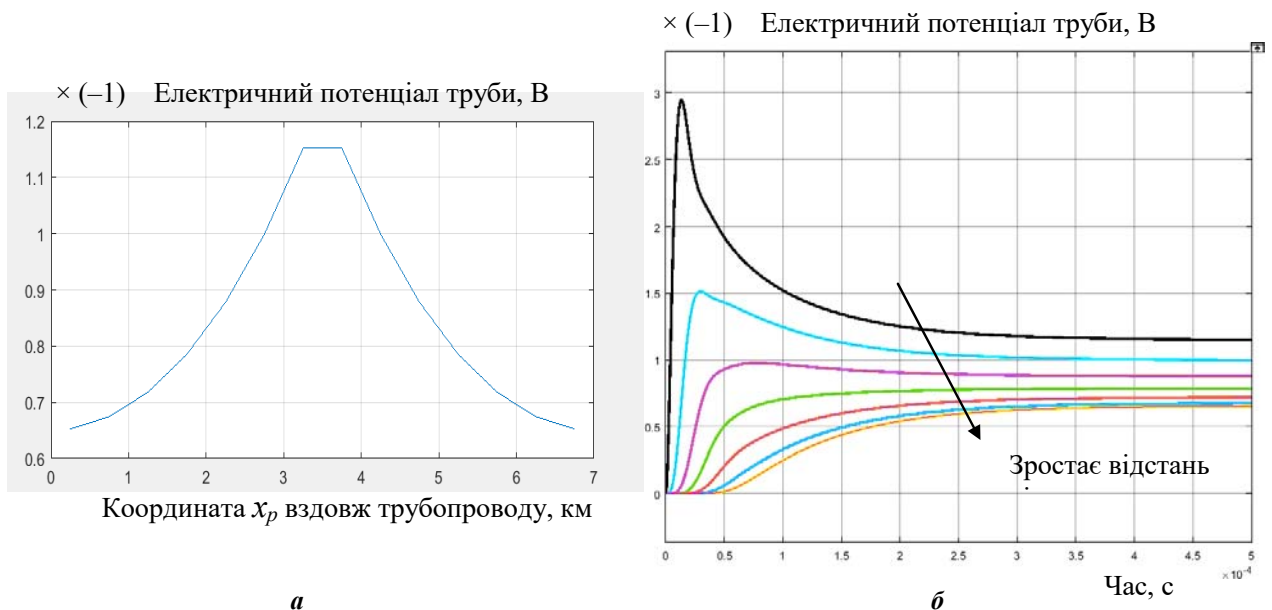 × (–1) Електричний потенціал труби, В
1.2
1.1
1
0.9
0.8
0.7
0.6
0 1 2 3 4 5 6 7
Координата xₚ вздовж трубопроводу, км
а
× (–1) Електричний потенціал труби, В
3
2.5
2
1.5
1
0.5
0
Зростає відстань
0 0.5 1 1.5 2 2.5 3 3.5 4 4.5 5
× 10⁻⁴
Час, с
б